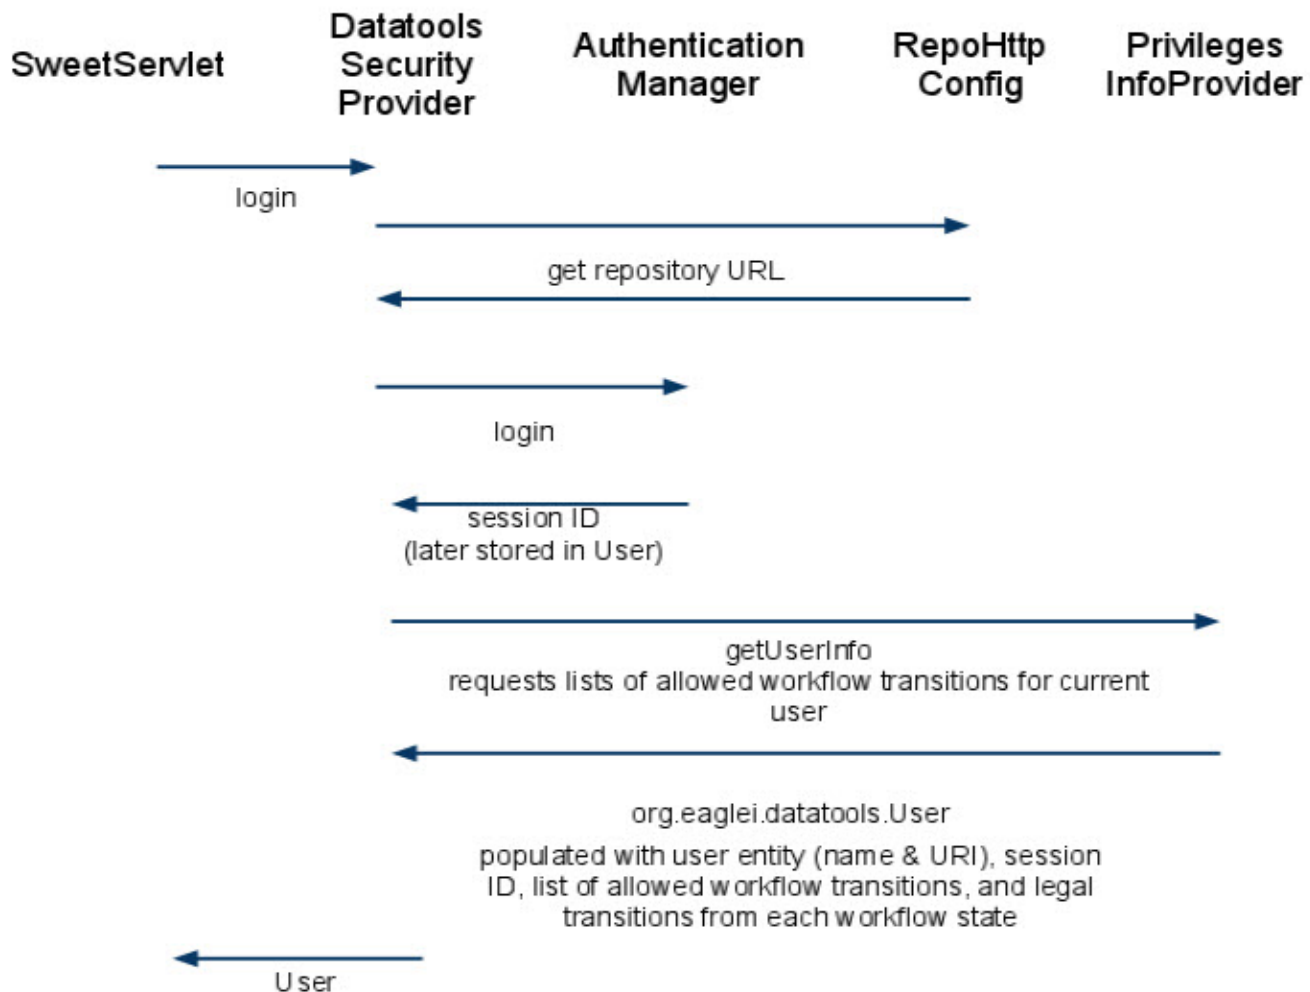 SweetServlet
Datatools
Security
Provider
Authentication
Manager
RepoHttp
Config
Privileges
InfoProvider
login
get repository URL
login
session ID
(later stored in User)
getUserInfo
requests lists of allowed workflow transitions for current
user
org.eaglei.datatools.User
populated with user entity (name & URI), session
ID, list of allowed workflow transitions, and legal
transitions from each workflow state
User